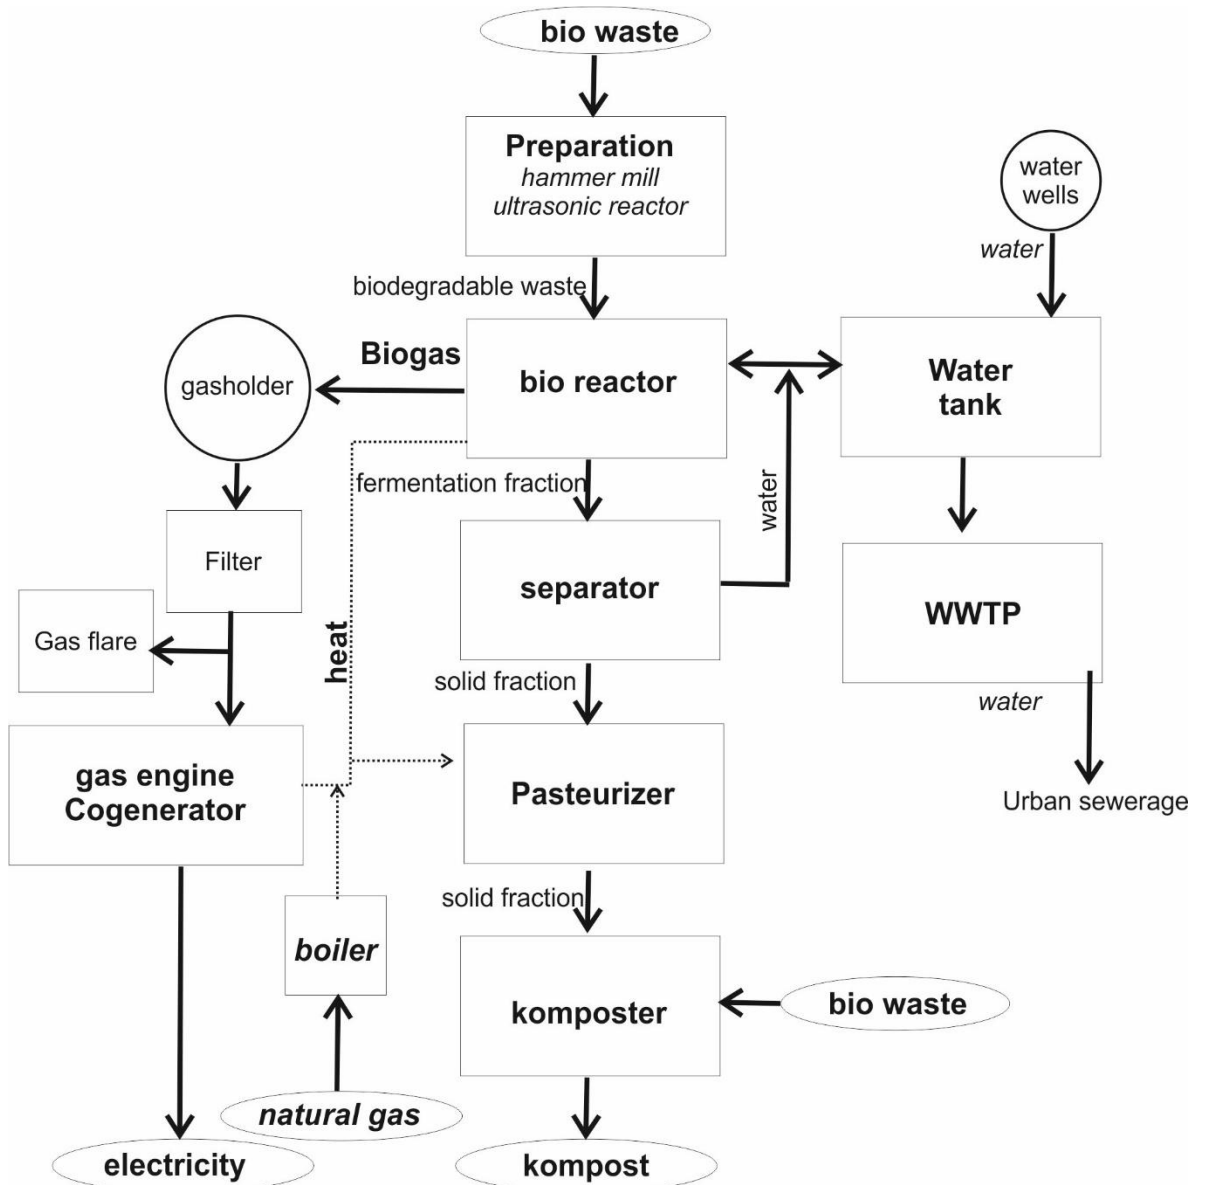 bio waste
Preparation
hammer mill
ultrasonic reactor
water
wells
water
biodegradable waste
Biogas
gasholder
bio reactor
Water
tank
fermentation fraction
water
Filter
separator
WWTP
Gas flare
heat
solid fraction
water
gas engine
Cogenerator
Pasteurizer
Urban sewerage
solid fraction
boiler
komposter
bio waste
natural gas
electricity
kompost